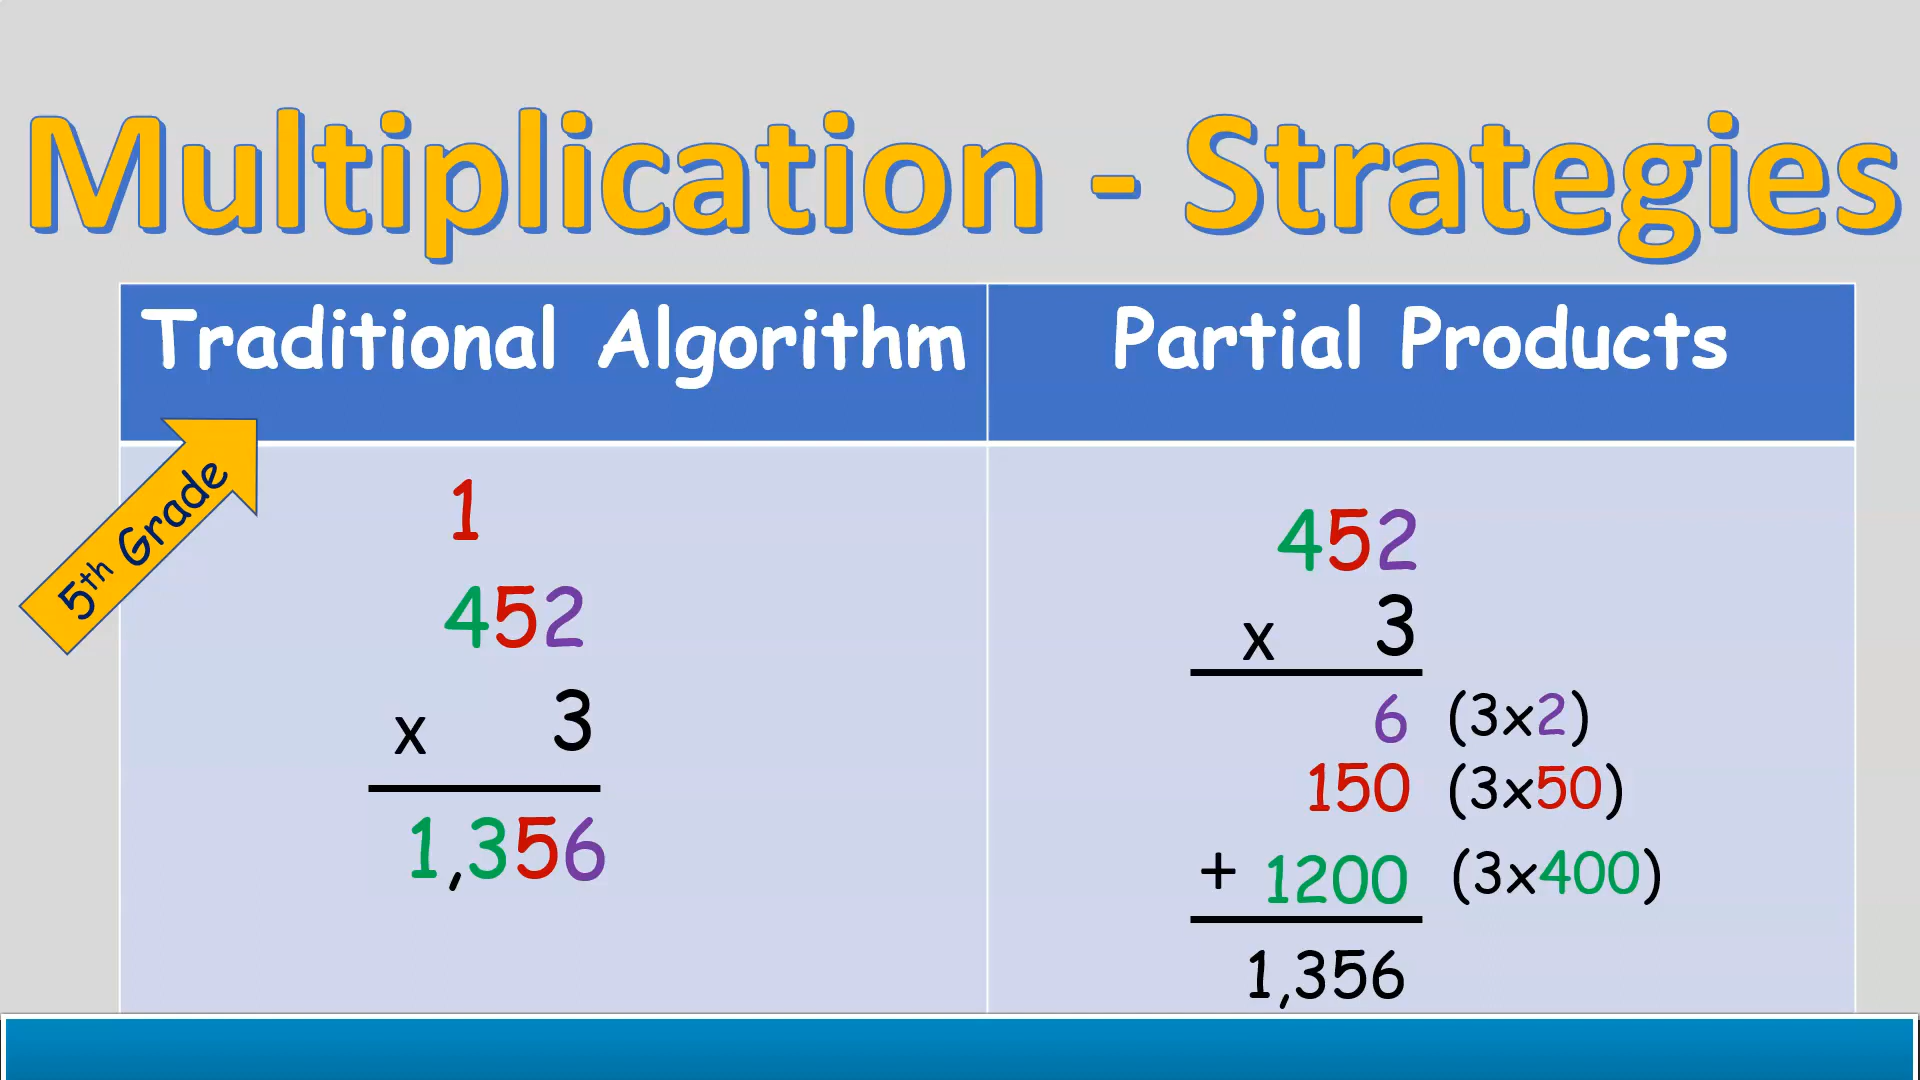 Multiplication - Strategies
Traditional Algorithm
Partial Products
5th Grade
1
452
x 3
1,356
452
x 3
6 (3x2)
150 (3x50)
+ 1200 (3x400)
1,356